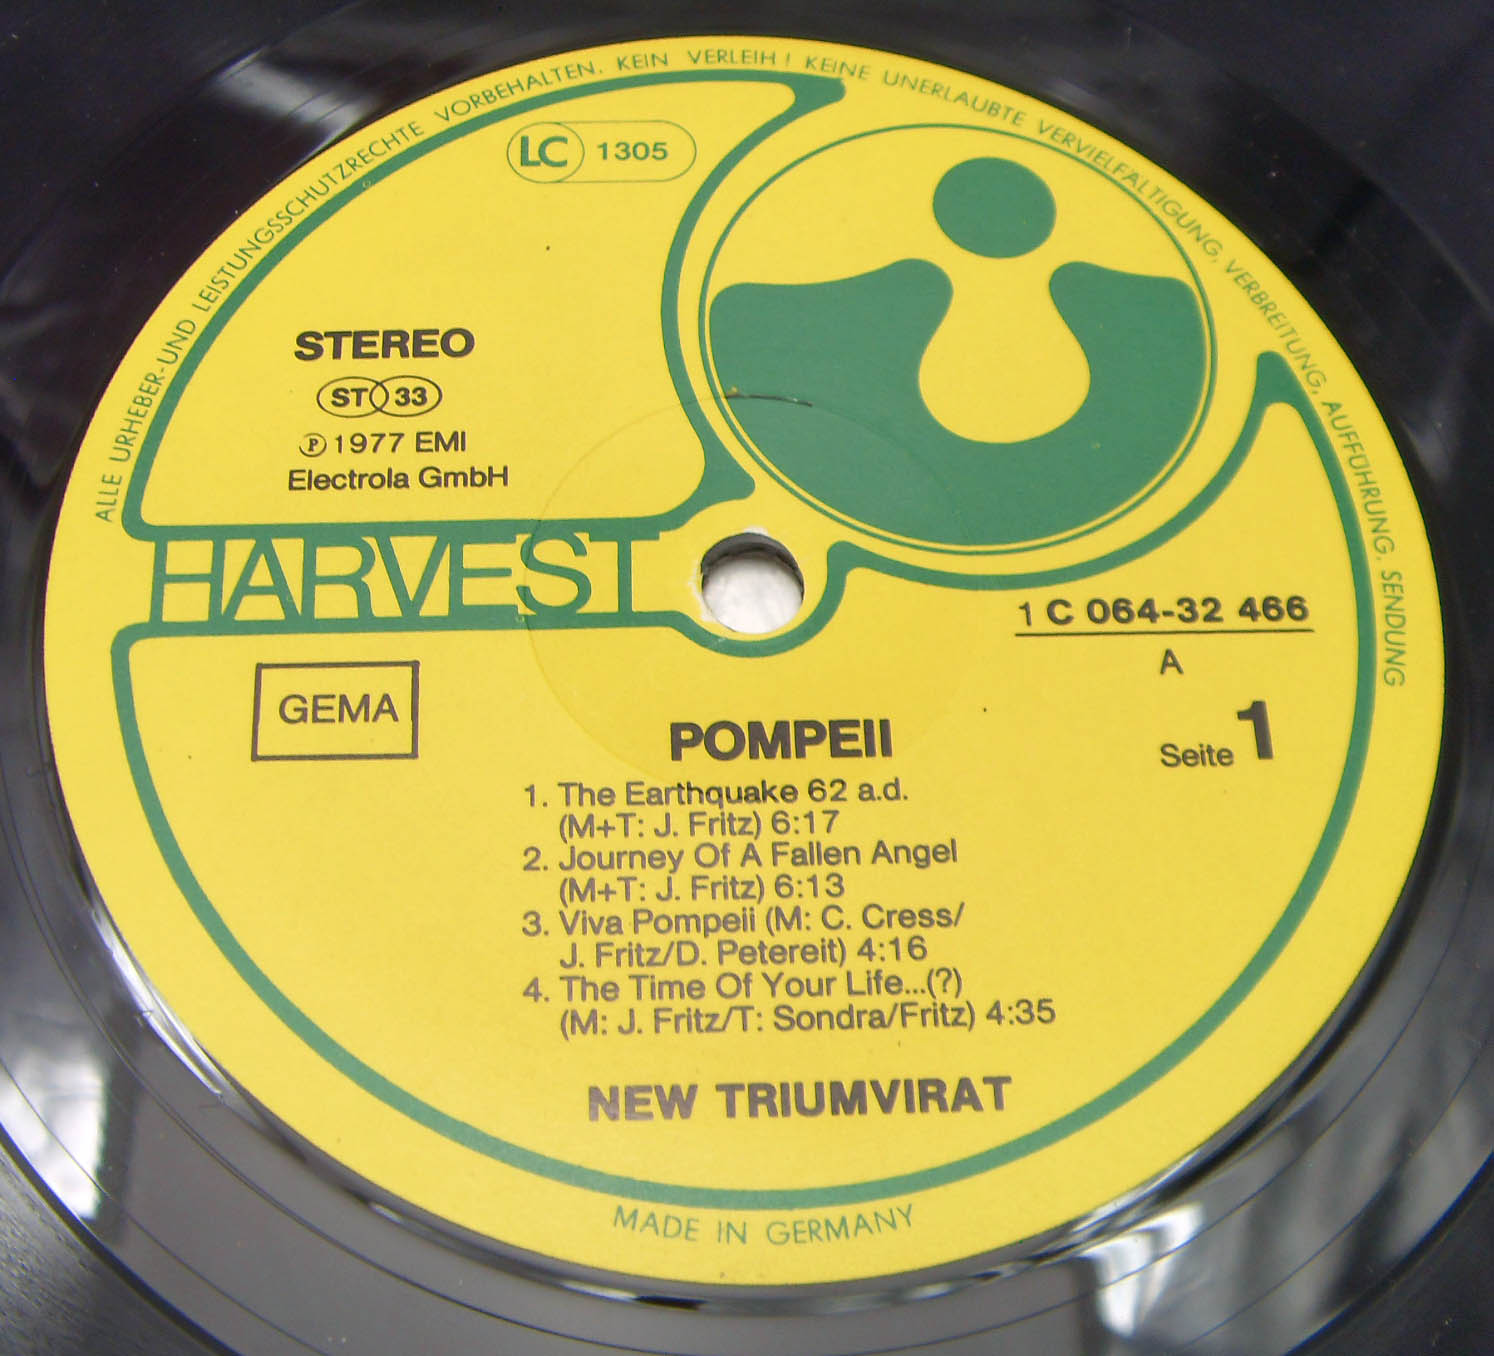 ALLE URHEBER-UND LEISTUNGSSCHUTZRECHTE VORBEHALTEN. KEIN VERLEIH! KEINE UNERLAUBTE VERVIELFÄLTIGUNG, VERBREITUNG, AUFFÜHRUNG, SENDUNG
LC 1305
STEREO
ST 33
℗ 1977 EMI
Electrola GmbH
HARVEST
1 C 064-32 466
A
Seite 1
GEMA
POMPEII
1. The Earthquake 62 a.d.
(M+T: J. Fritz) 6:17
2. Journey Of A Fallen Angel
(M+T: J. Fritz) 6:13
3. Viva Pompeii (M: C. Cress/
J. Fritz/D. Petereit) 4:16
4. The Time Of Your Life...(?)
(M: J. Fritz/T: Sondra/Fritz) 4:35
NEW TRIUMVIRAT
MADE IN GERMANY